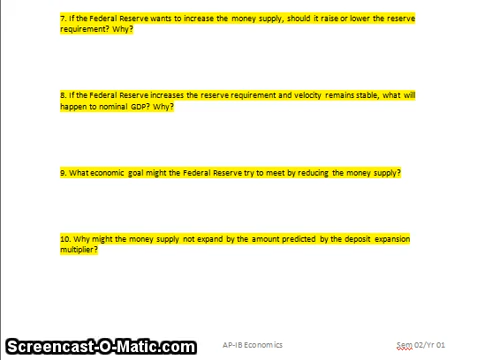 7. If the Federal Reserve wants to increase the money supply, should it raise or lower the reserve
requirement? Why?
8. If the Federal Reserve increases the reserve requirement and velocity remains stable, what will
happen to nominal GDP? Why?
9. What economic goal might the Federal Reserve try to meet by reducing the money supply?
10. Why might the money supply not expand by the amount predicted by the deposit expansion
multiplier?
AP-IB Economics Sem 02/Yr 01
Screencast-O-Matic.com